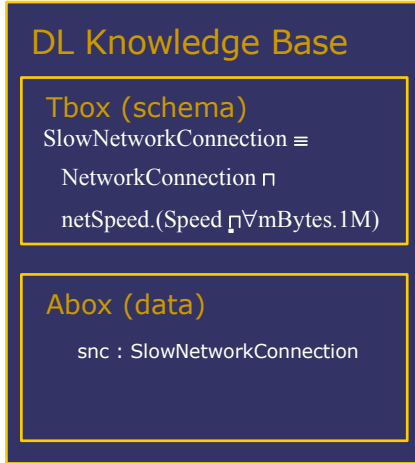 DL Knowledge Base
Tbox (schema)
SlowNetworkConnection ≡
NetworkConnection ⊓
netSpeed.(Speed ⊓∀mBytes.1M)
Abox (data)
snc : SlowNetworkConnection